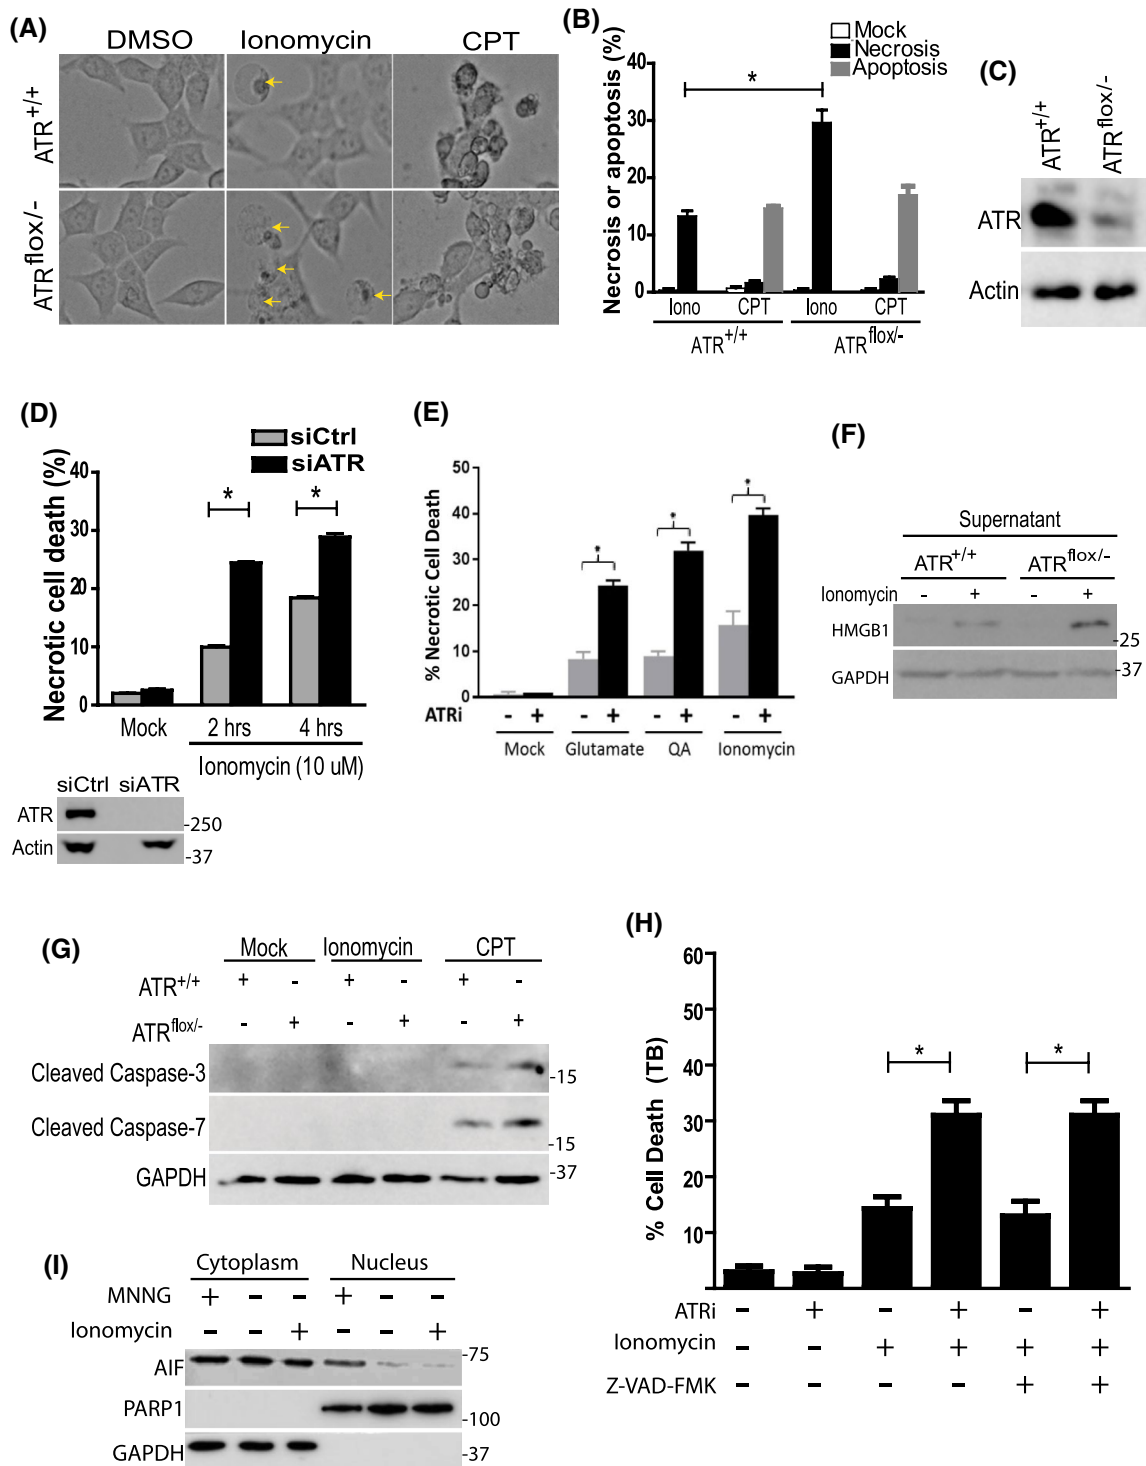 (A)
DMSO Ionomycin CPT
ATR+/+
ATRflox/-
(B)
Mock
Necrosis
Apoptosis
Necrosis or apoptosis (%)
40
30
20
10
0
Iono CPT Iono CPT
ATR+/+ ATRflox/-
*
(C)
ATR+/+ ATRflox/-
ATR
Actin
(D)
siCtrl
siATR
Necrotic cell death (%)
40
30
20
10
0
* *
Mock 2 hrs 4 hrs
Ionomycin (10 uM)
siCtrl siATR
ATR -250
Actin -37
(E)
% Necrotic Cell Death
50
40
30
20
10
0
* * *
ATRi - + - + - + - +
Mock Glutamate QA Ionomycin
(F)
Supernatant
ATR+/+ ATRflox/-
Ionomycin - + - +
HMGB1 -25
GAPDH -37
(G)
Mock Ionomycin CPT
ATR+/+ + - + - + -
ATRflox/- - + - + - +
Cleaved Caspase-3 -15
Cleaved Caspase-7 -15
GAPDH -37
(H)
% Cell Death (TB)
60
50
40
30
20
10
* *
ATRi - + - + - +
Ionomycin - - + + + +
Z-VAD-FMK - - - - + +
(I)
Cytoplasm Nucleus
MNNG + - - + - -
Ionomycin - - + - - +
AIF -75
PARP1 -100
GAPDH -37